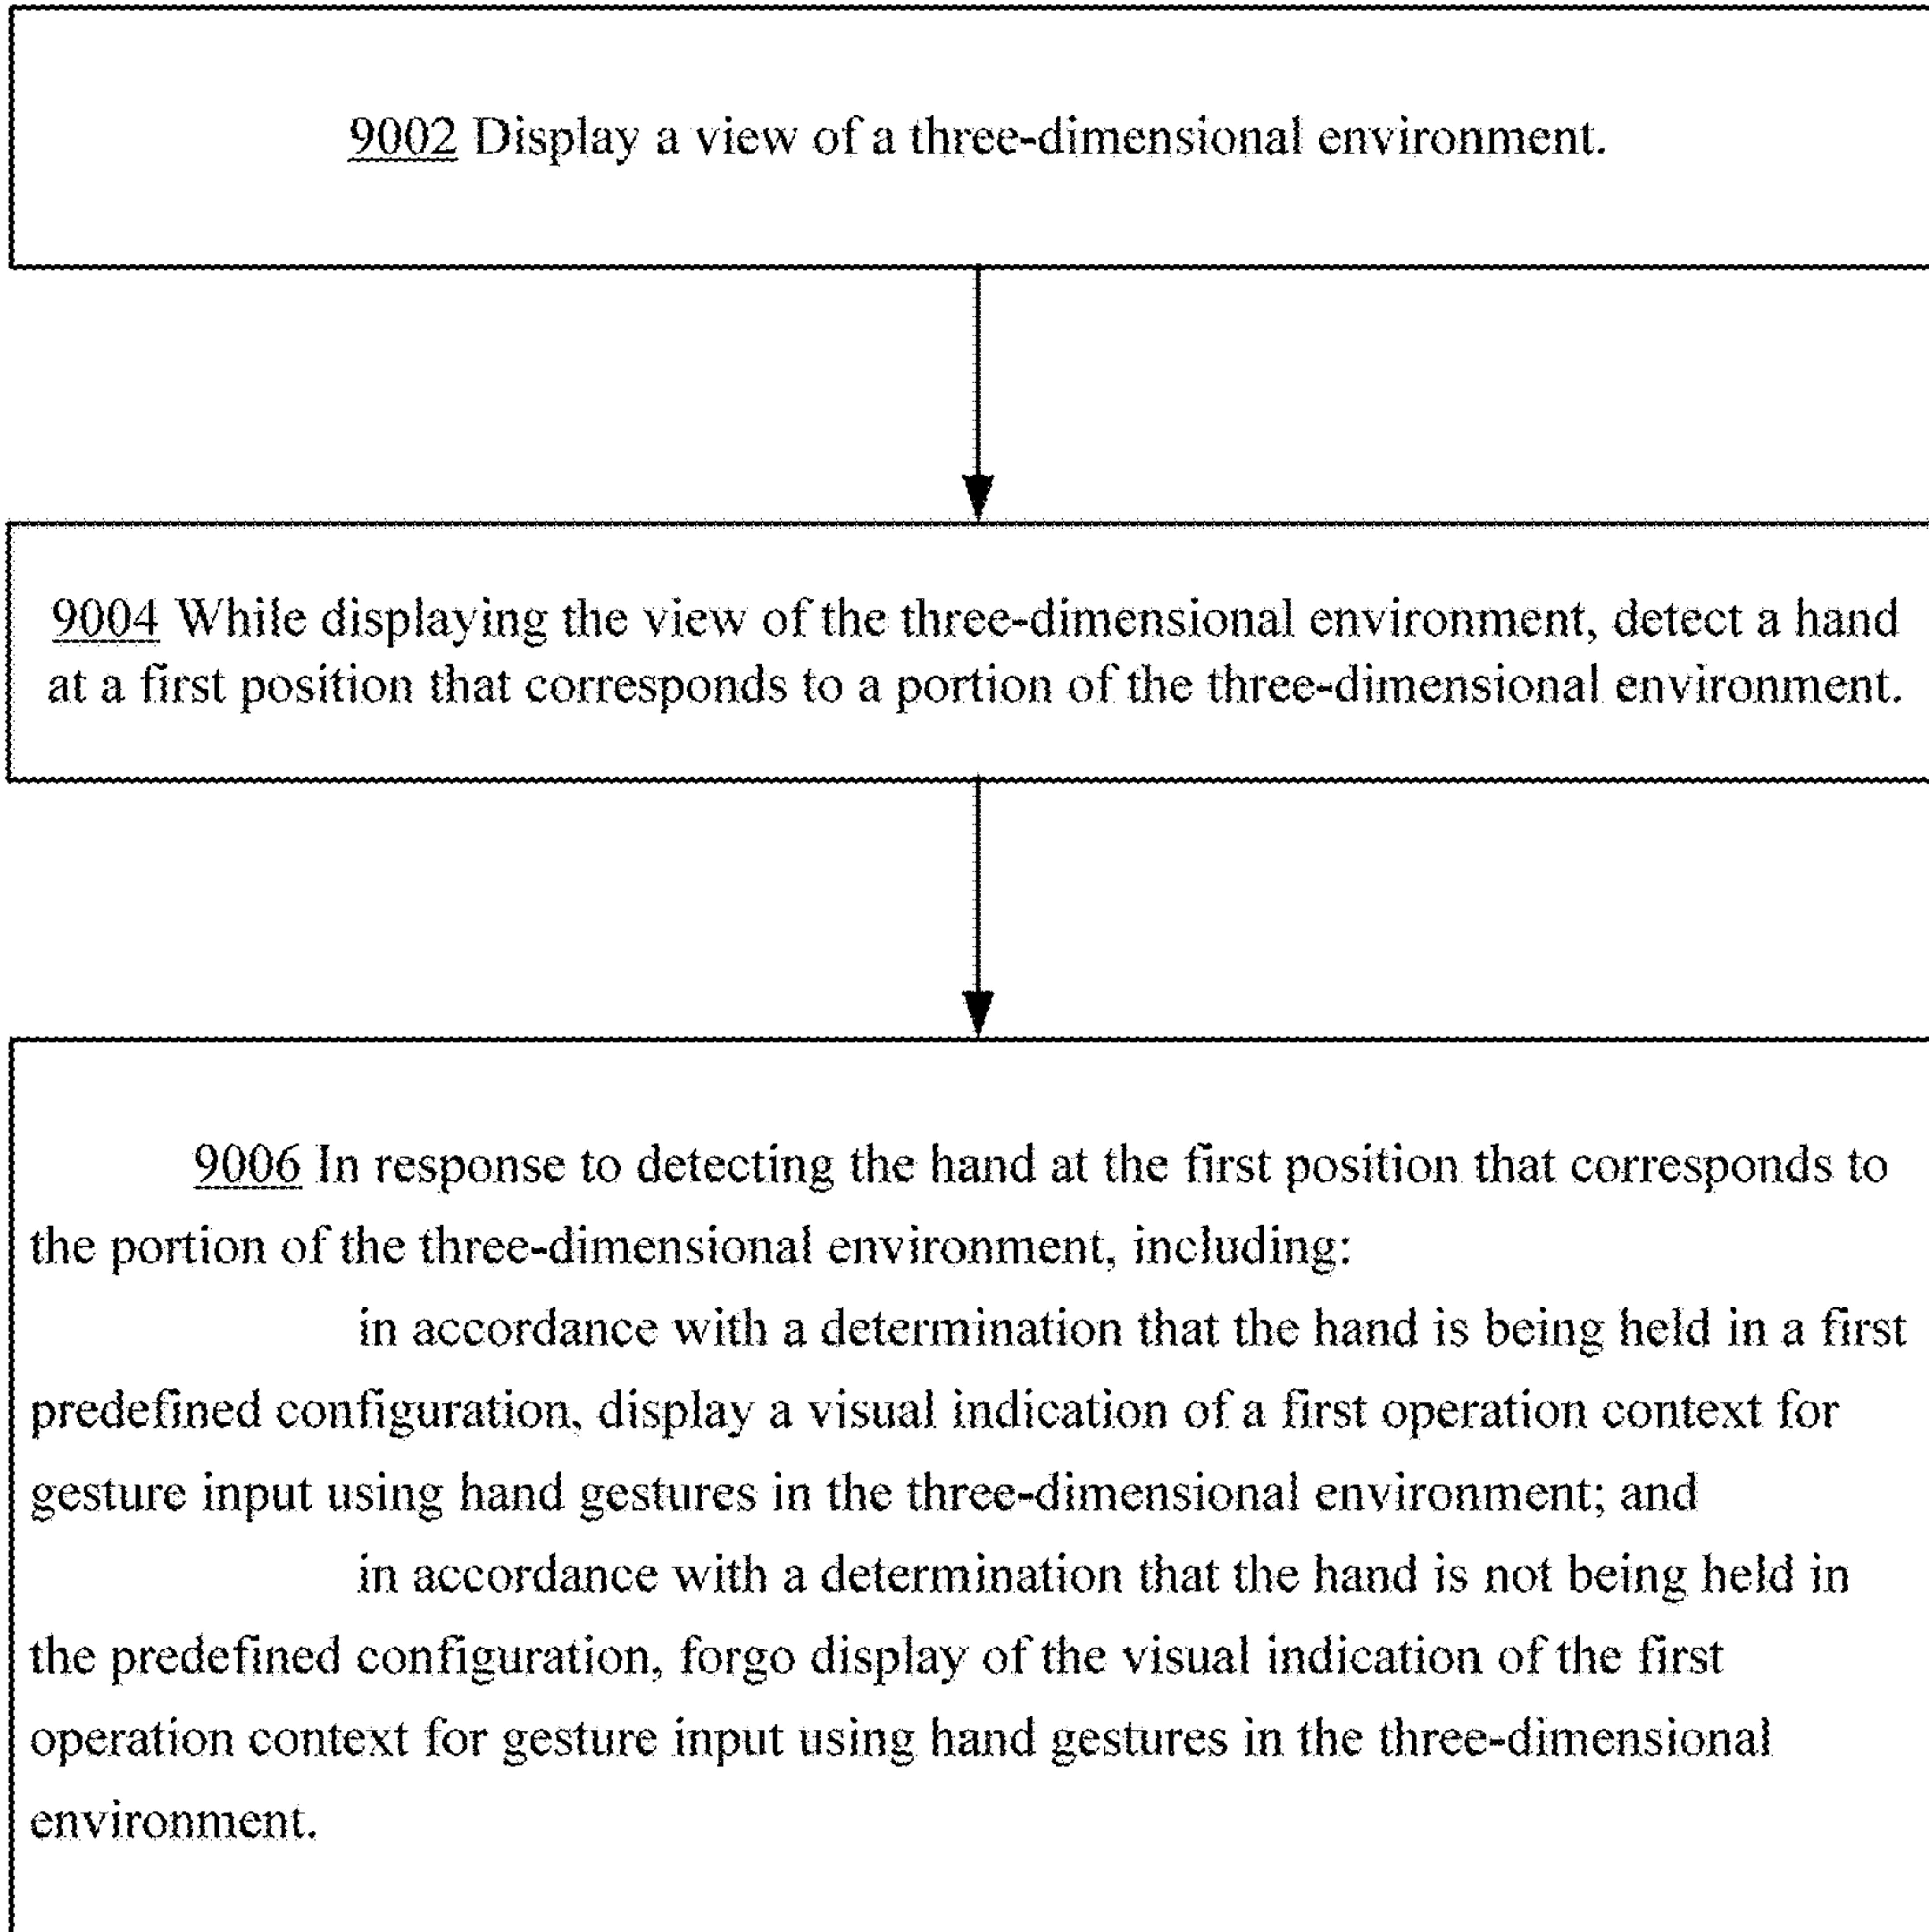 9002 Display a view of a three-dimensional environment.
9004 While displaying the view of the three-dimensional environment, detect a hand
at a first position that corresponds to a portion of the three-dimensional environment.
9006 In response to detecting the hand at the first position that corresponds to
the portion of the three-dimensional environment, including:
in accordance with a determination that the hand is being held in a first
predefined configuration, display a visual indication of a first operation context for
gesture input using hand gestures in the three-dimensional environment; and
in accordance with a determination that the hand is not being held in
the predefined configuration, forgo display of the visual indication of the first
operation context for gesture input using hand gestures in the three-dimensional
environment.